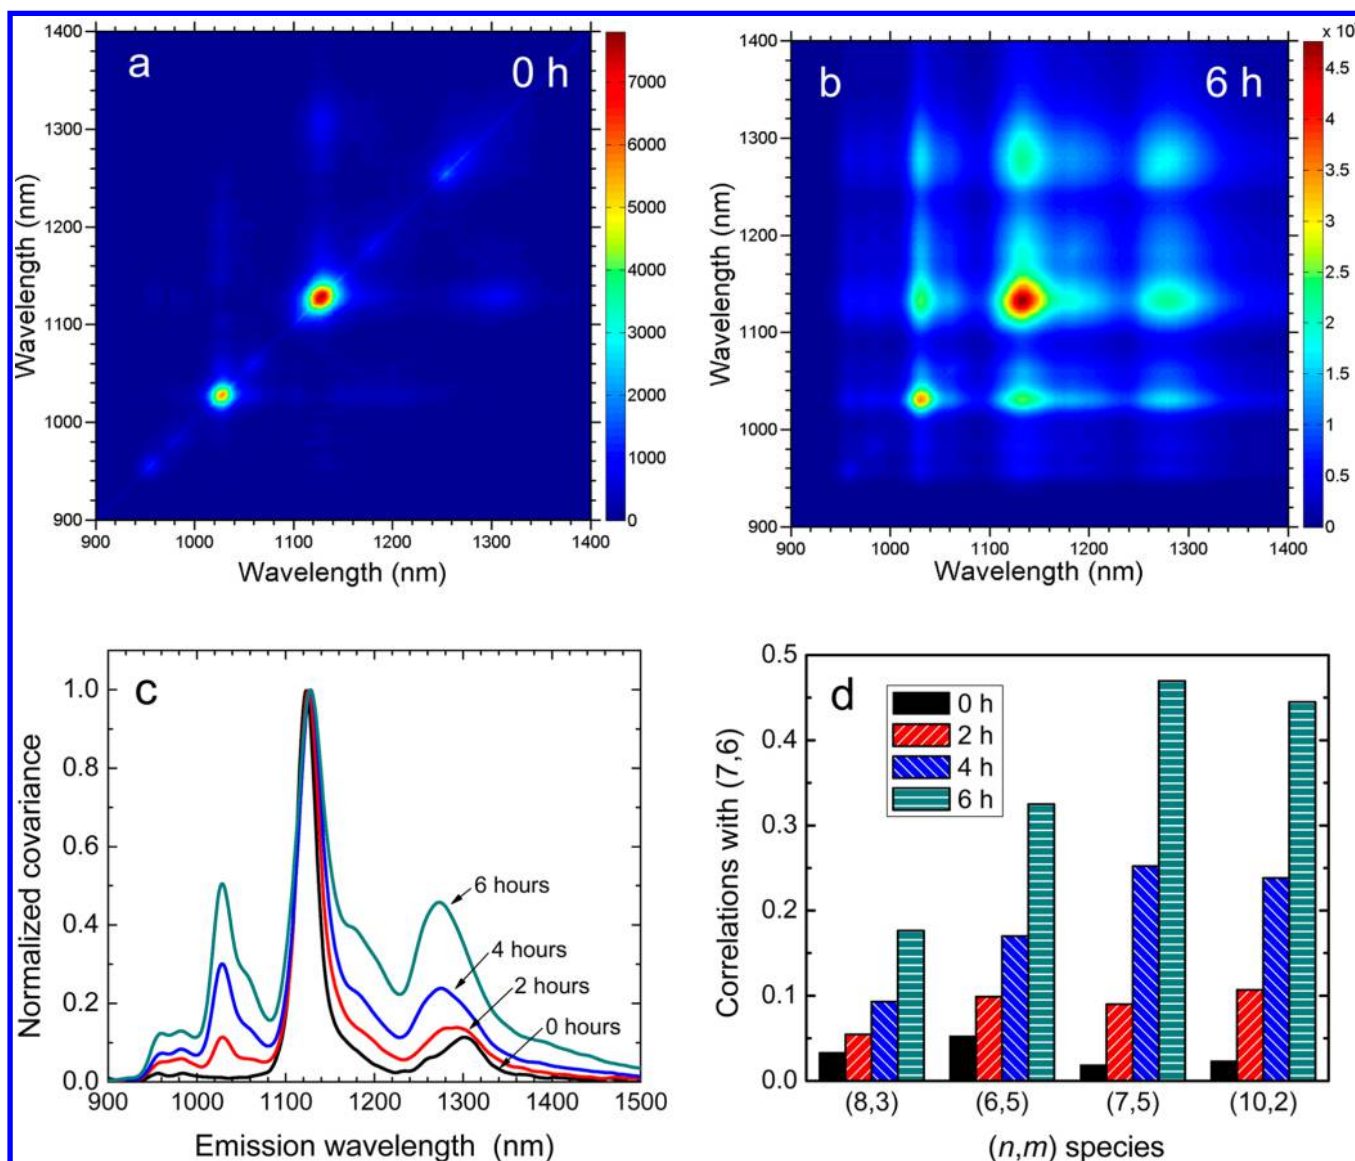 a
0 h
1400
1300
1200
1100
1000
900
900 1000 1100 1200 1300 1400
Wavelength (nm)
Wavelength (nm)
7000
6000
5000
4000
3000
2000
1000
0
b
6 h
1400
1300
1200
1100
1000
900
900 1000 1100 1200 1300 1400
Wavelength (nm)
Wavelength (nm)
4.5
4
3.5
3
2.5
2
1.5
1
0.5
0
c
1.0
0.8
0.6
0.4
0.2
0.0
900 1000 1100 1200 1300 1400 1500
Normalized covariance
Emission wavelength (nm)
6 hours
4 hours
2 hours
0 hours
d
0 h
2 h
4 h
6 h
0.5
0.4
0.3
0.2
0.1
0.0
Correlations with (7,6)
(8,3) (6,5) (7,5) (10,2)
(n,m) species